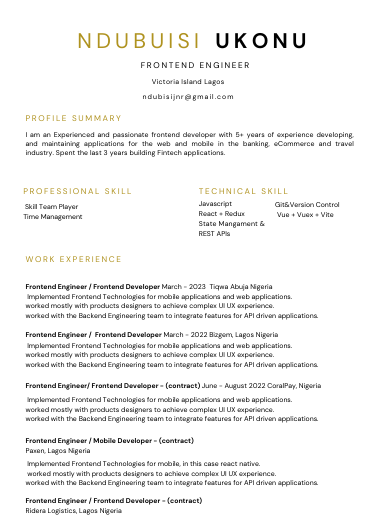 NDUBUISI UKONU
FRONTEND ENGINEER
Victoria Island Lagos
ndubisijnr@gmail.com
PROFILE SUMMARY
I am an Experienced and passionate frontend developer with 5+ years of experience developing,
and maintaining applications for the web and mobile in the banking, eCommerce and travel
industry. Spent the last 3 years building Fintech applications.
PROFESSIONAL SKILL
Skill Team Player
Time Management
TECHNICAL SKILL
Javascript
React + Redux
State Mangament &
REST APIs
Git&Version Control
Vue + Vuex + Vite
WORK EXPERIENCE
Frontend Engineer / Frontend Developer March - 2023 Tiqwa Abuja Nigeria
Implemented Frontend Technologies for mobile applications and web applications.
worked mostly with products designers to achieve complex UI UX experience.
worked with the Backend Engineering team to integrate features for API driven applications.
Frontend Engineer / Frontend Developer March - 2022 Bizgem, Lagos Nigeria
Implemented Frontend Technologies for mobile applications and web applications.
worked mostly with products designers to achieve complex UI UX experience.
worked with the Backend Engineering team to integrate features for API driven applications.
Frontend Engineer/ Frontend Developer - (contract) June - August 2022 CoralPay, Nigeria
Implemented Frontend Technologies for mobile applications and web applications.
worked mostly with products designers to achieve complex UI UX experience.
worked with the Backend Engineering team to integrate features for API driven applications.
Frontend Engineer / Mobile Developer - (contract)
Paxen, Lagos Nigeria
Implemented Frontend Technologies for mobile, in this case react native.
worked mostly with products designers to achieve complex UI UX experience.
worked with the Backend Engineering team to integrate features for API driven applications.
Frontend Engineer / Frontend Developer - (contract)
Ridera Logistics, Lagos Nigeria